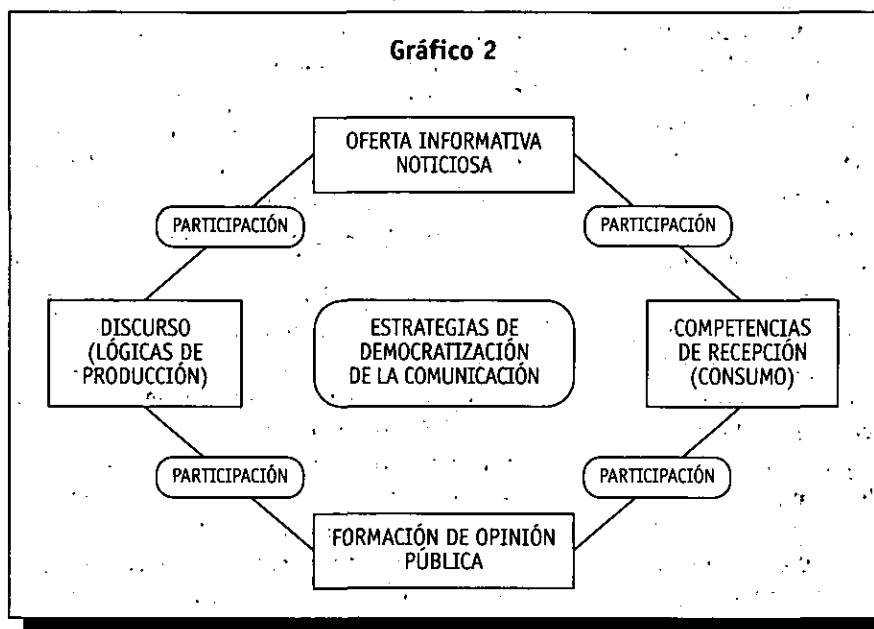 Gráfico 2
OFERTA INFORMATIVA
NOTICIOSA
PARTICIPACIÓN
PARTICIPACIÓN
DISCURSO
(LÓGICAS DE
PRODUCCIÓN)
ESTRATEGIAS DE
DEMOCRATIZACIÓN
DE LA COMUNICACIÓN
COMPETENCIAS
DE RECEPCIÓN
(CONSUMO)
PARTICIPACIÓN
PARTICIPACIÓN
FORMACIÓN DE OPINIÓN
PÚBLICA